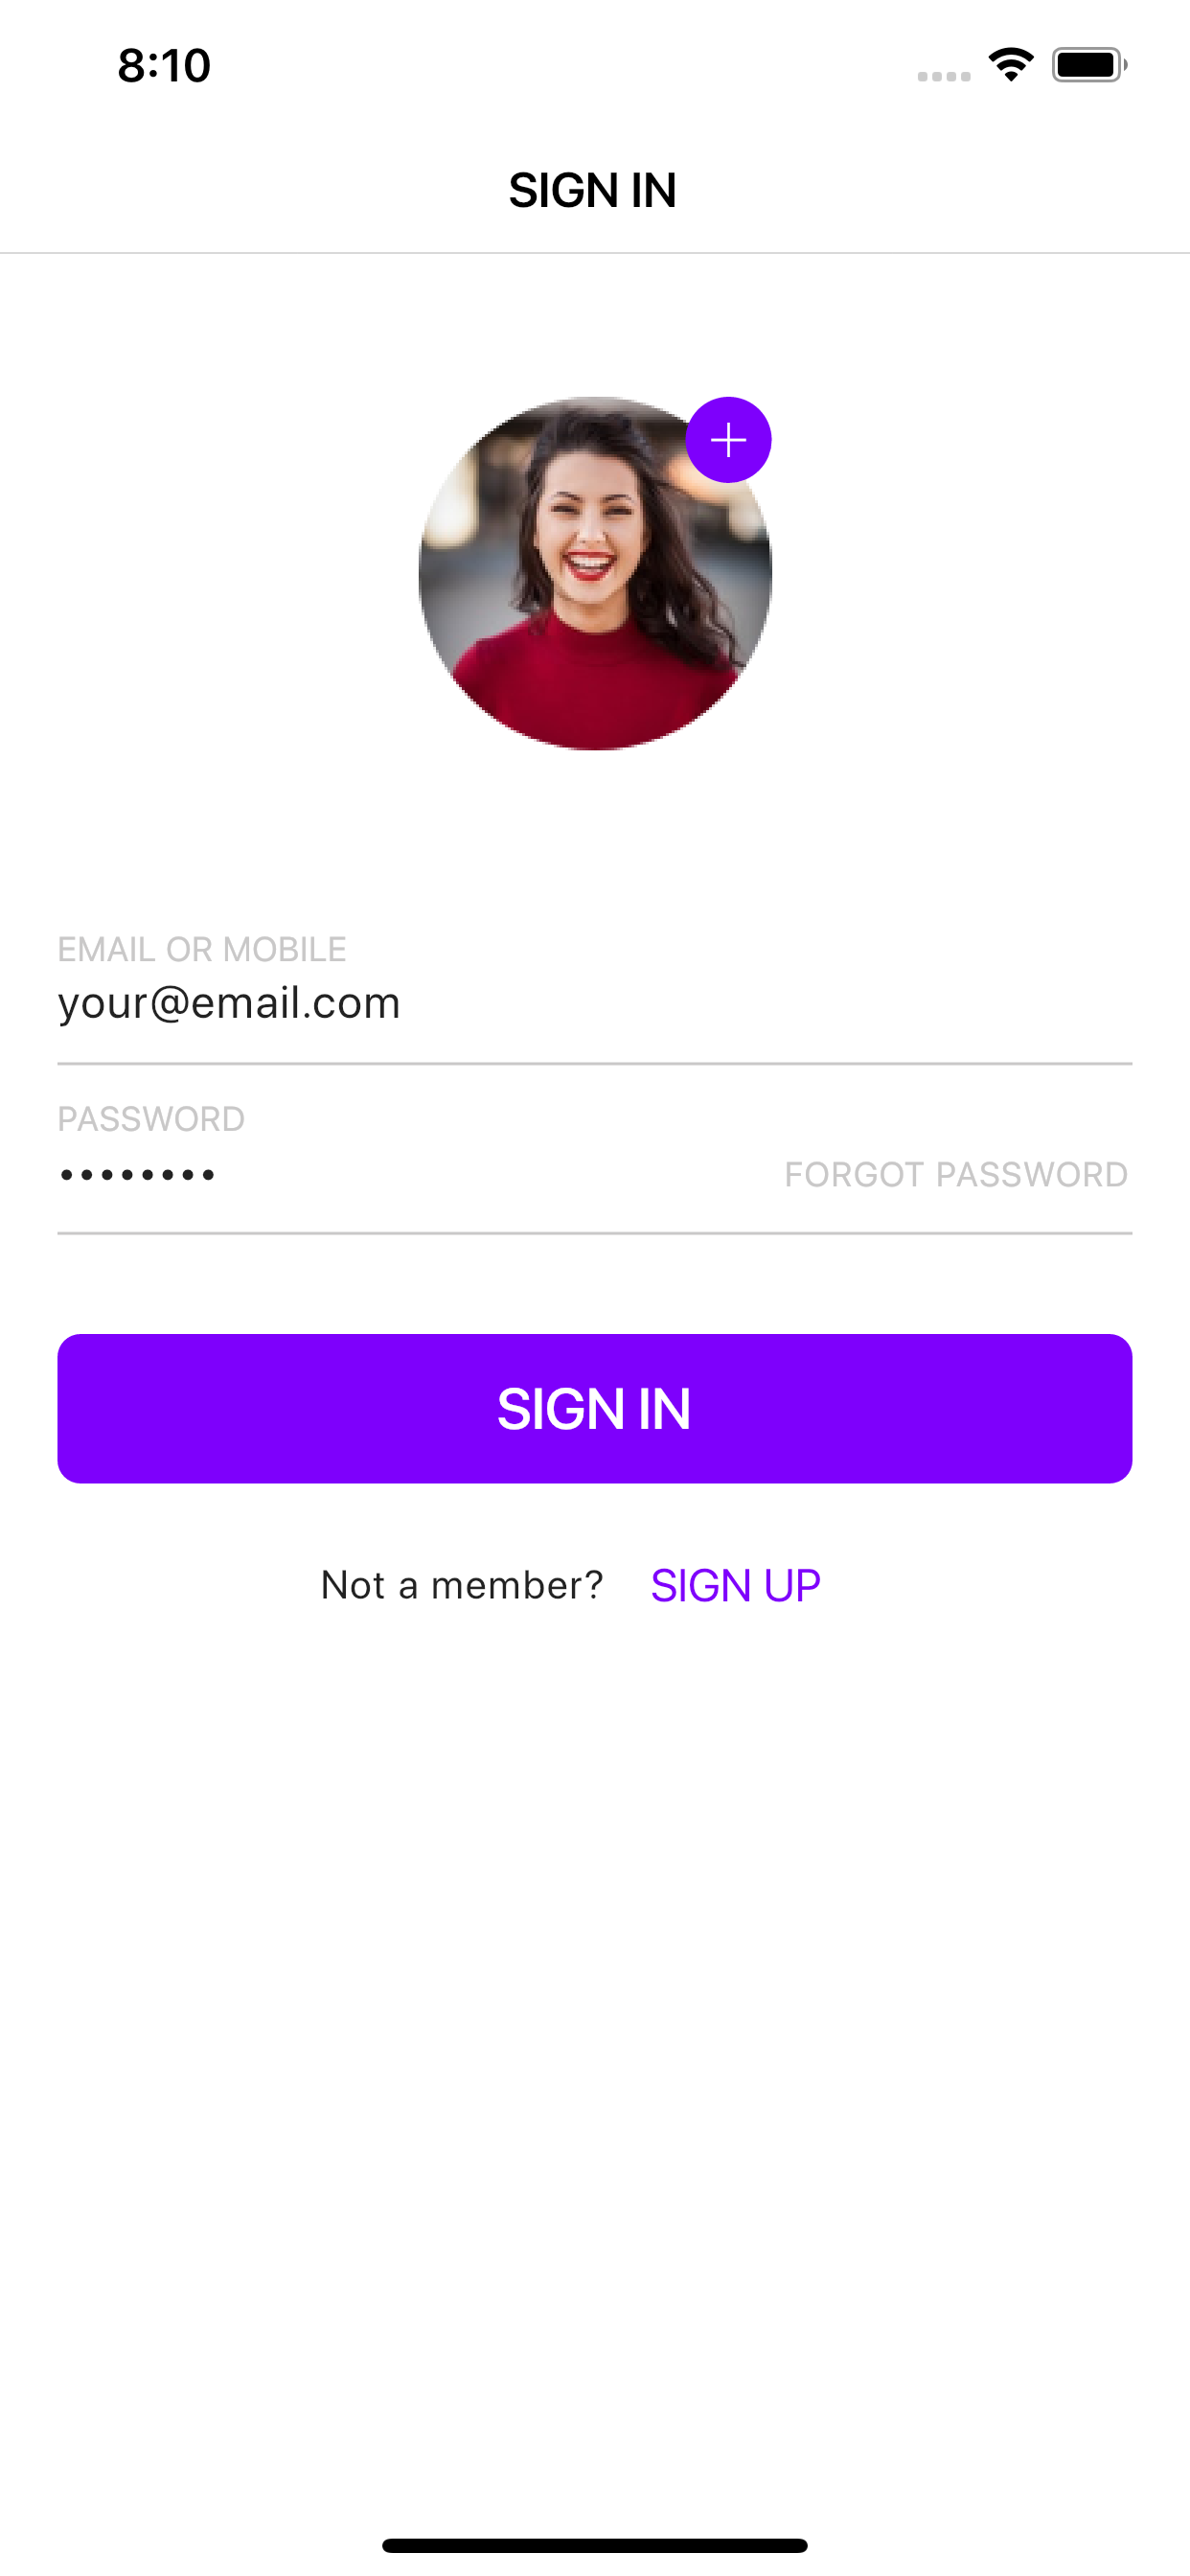 8:10
SIGN IN
EMAIL OR MOBILE
your@email.com
PASSWORD
••••••••
FORGOT PASSWORD
SIGN IN
Not a member? SIGN UP